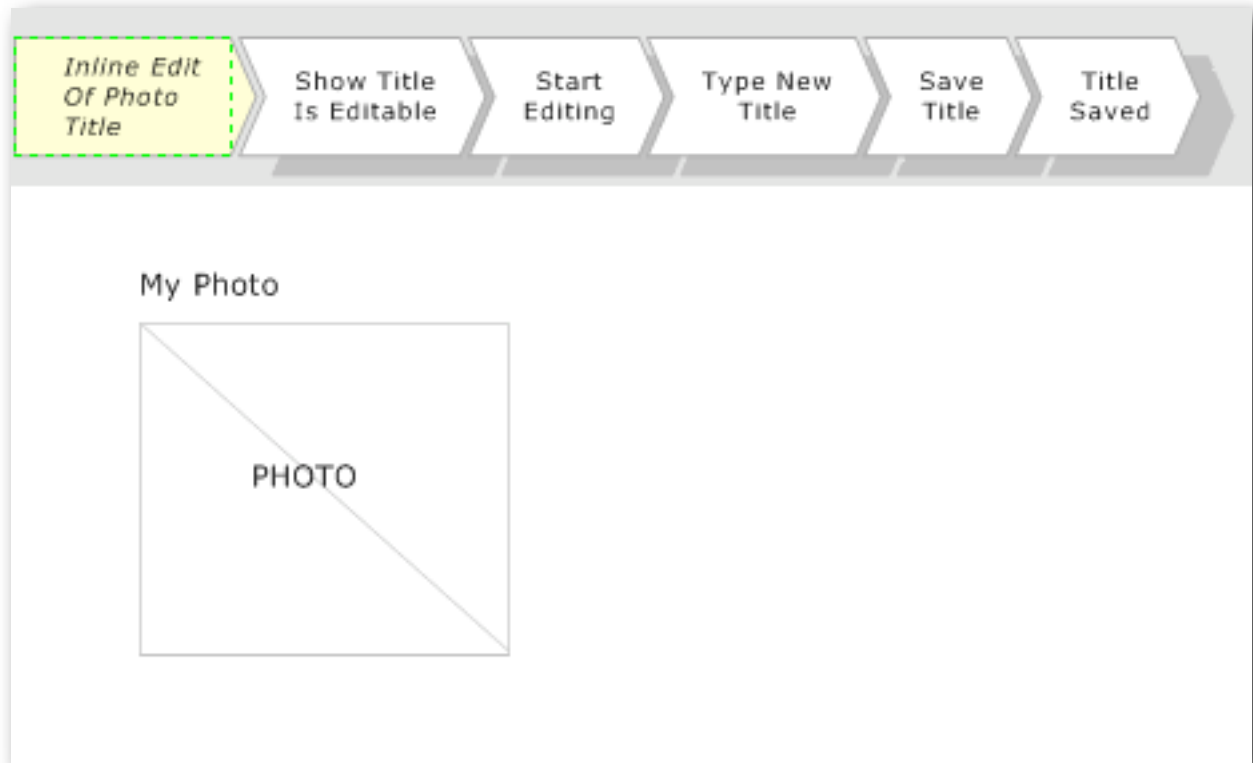 Inline Edit
Of Photo
Title
Show Title
Is Editable
Start
Editing
Type New
Title
Save
Title
Title
Saved
My Photo
PHOTO